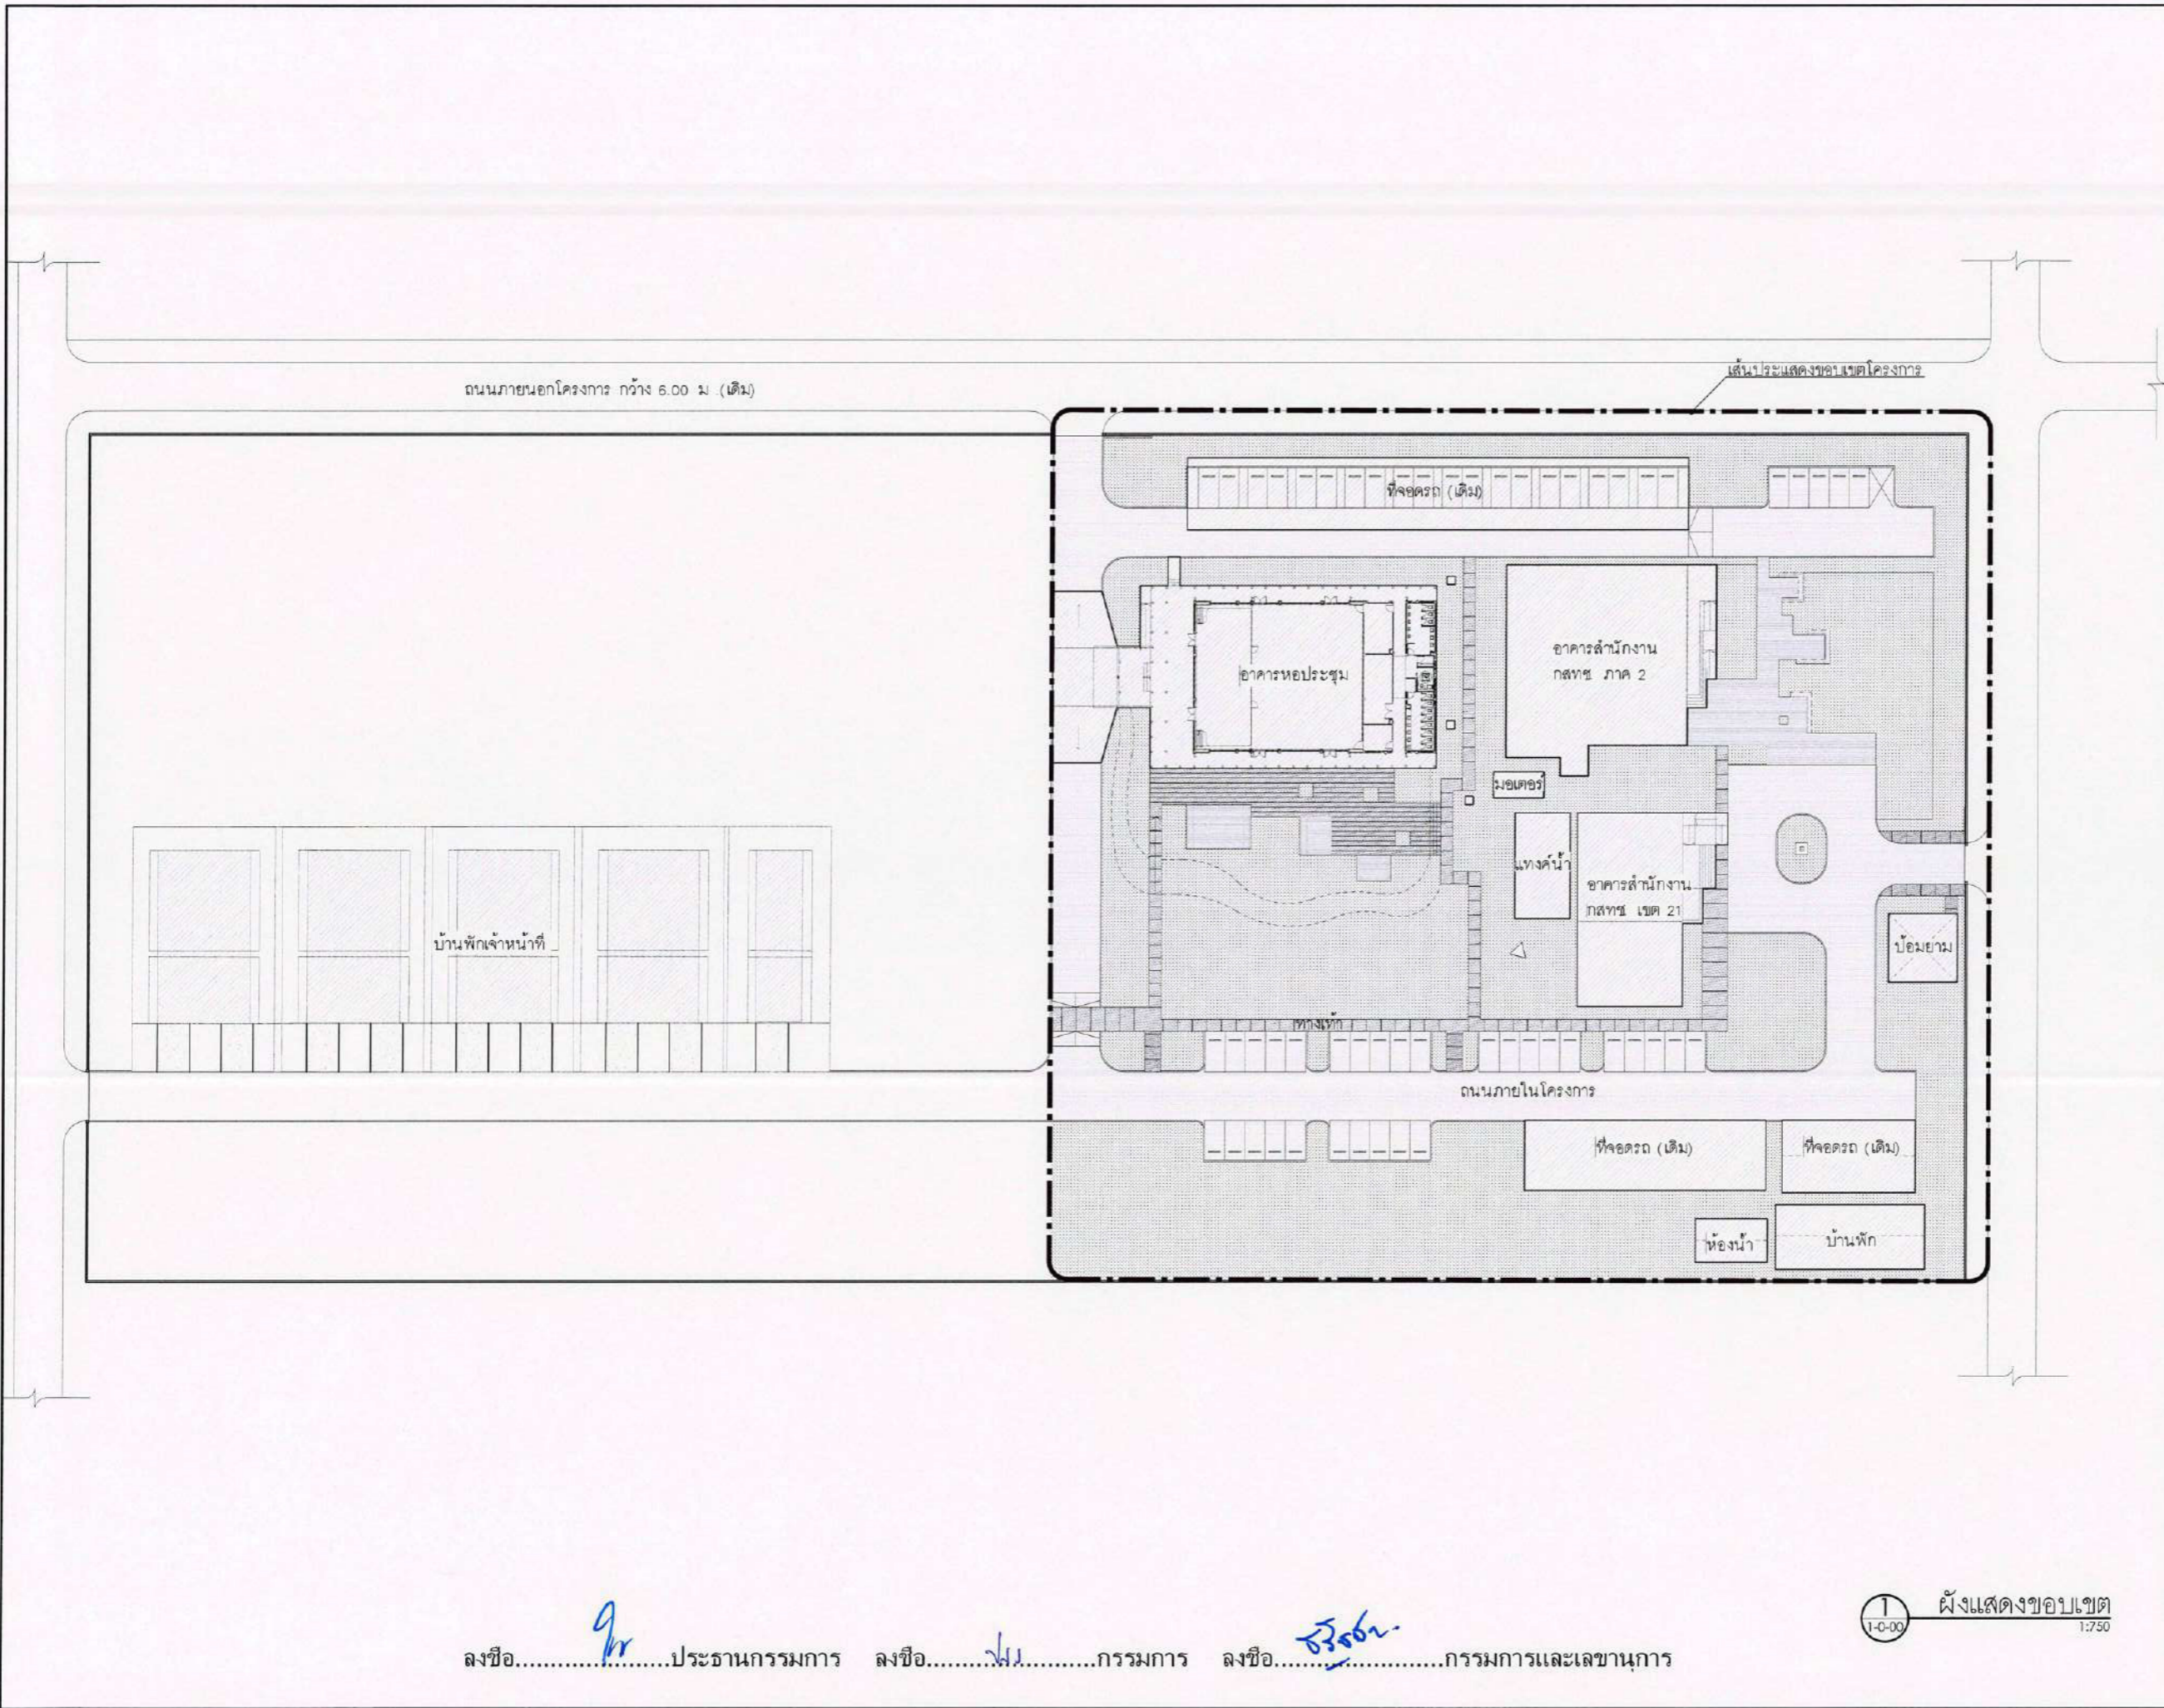 ถนนภายนอกโครงการ กว้าง 6.00 ม.(เดิม)
เส้นประแสดงขอบเขตโครงการ
ที่จอดรถ (เดิม)
อาคารหอประชุม
อาคารสำนักงาน
กสทช ภาค 2
มอเตอร์
แทงค์น้ำ
อาคารสำนักงาน
กสทช เขต 21
บ้านพักเจ้าหน้าที่
ป้อมยาม
ทางเท้า
ถนนภายในโครงการ
ที่จอดรถ (เดิม)
ที่จอดรถ (เดิม)
ห้องน้ำ
บ้านพัก
1
1-0-00
ผังแสดงขอบเขต
1:750
ลงชือ......................ประธานกรรมการ ลงชือ......................กรรมการ ลงชือ......................กรรมการและเลขานุการ